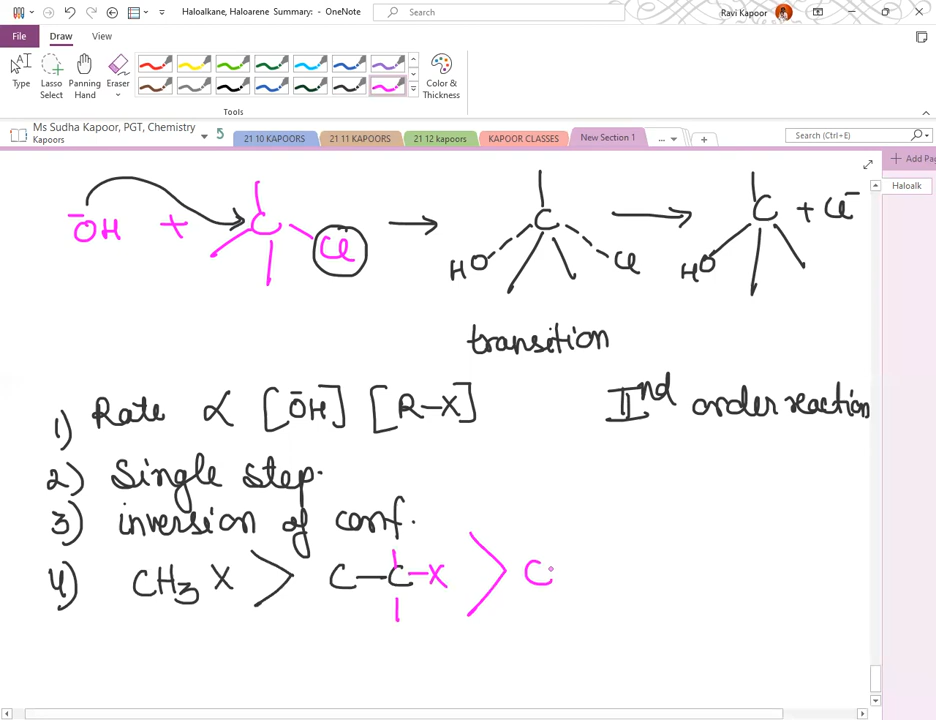 Haloalkane, Haloarene Summary: - OneNote
Search
Ravi Kapoor
File
Draw
View
Type
Lasso Select
Panning Hand
Eraser
Color & Thickness
Tools
Ms Sudha Kapoor, PGT, Chemistry
Kapoors
21 10 KAPOORS
21 11 KAPOORS
21 12 kapoors
KAPOOR CLASSES
New Section 1
...
Search (Ctrl+E)
Add Pag
Haloalk
ŌH + C Cl → HO C Cl → HO C + Cl⁻
transition
1) Rate ∝ [ŌH] [R–X] IInd order reaction
2) Single step.
3) inversion of conf.
4) CH3 X > C–C–X > C